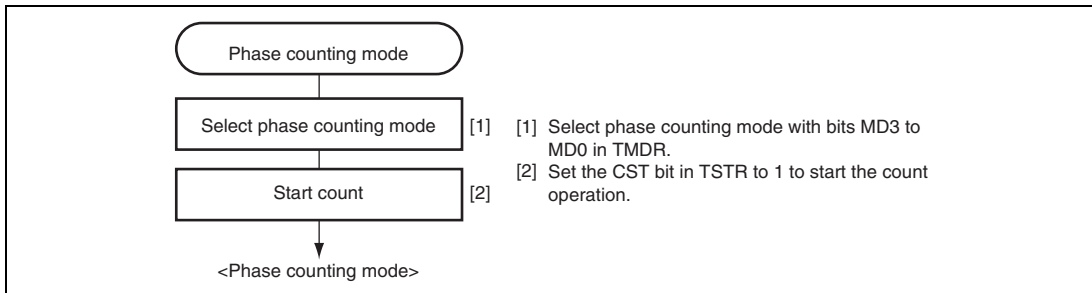 Phase counting mode
Select phase counting mode [1]
Start count [2]
<Phase counting mode>
[1] Select phase counting mode with bits MD3 to
MD0 in TMDR.
[2] Set the CST bit in TSTR to 1 to start the count
operation.